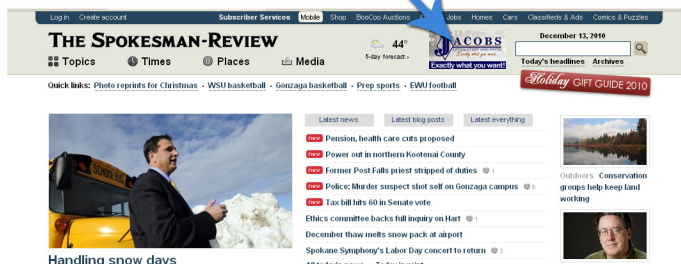 Log in Create account Subscriber Services Mobile Shop BooCoo Auctions Jobs Homes Cars Classifieds & Ads Comics & Puzzles
THE SPOKESMAN-REVIEW
44°
5-day forecast ›
JACOBS
Exactly what you want!
December 13, 2010
Today's headlines Archives
Topics Times Places Media
Quick links: Photo reprints for Christmas · WSU basketball · Gonzaga basketball · Prep sports · EWU football
Holiday GIFT GUIDE 2010
SCHOOL BUS
Handling snow days
Latest news Latest blog posts Latest everything
new Pension, health care cuts proposed
new Power out in northern Kootenai County
new Former Post Falls priest stripped of duties 1
new Police: Murder suspect shot self on Gonzaga campus 6
new Tax bill hits 60 in Senate vote
Ethics committee backs full inquiry on Hart 1
December thaw melts snow pack at airport
Spokane Symphony's Labor Day concert to return 3
Outdoors Conservation
groups help keep land
working